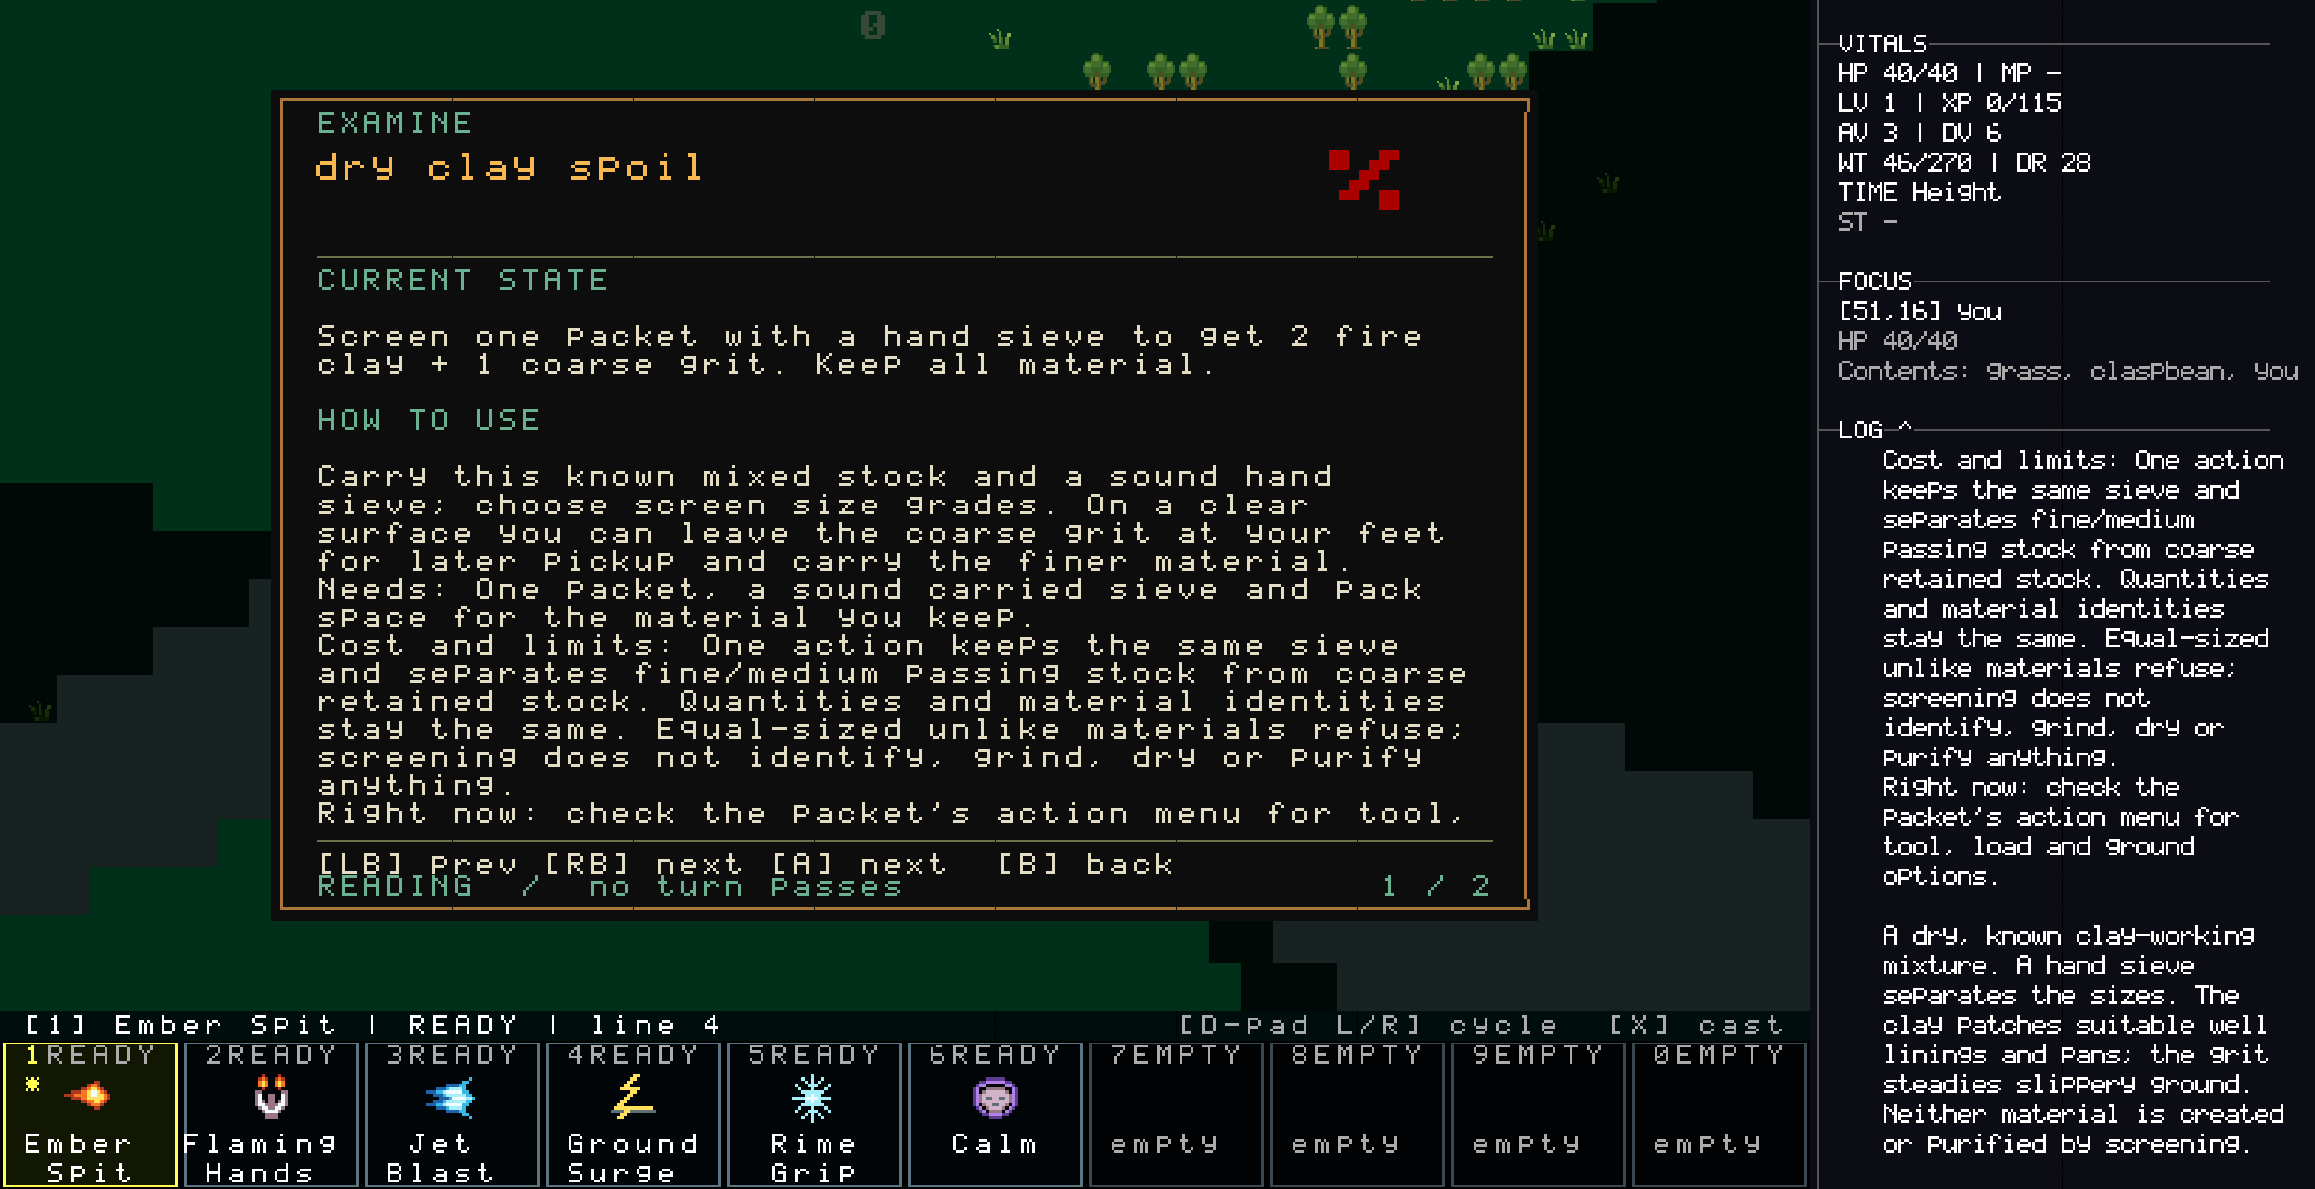 EXAMINE
dry clay spoil
CURRENT STATE
Screen one packet with a hand sieve to get 2 fire
clay + 1 coarse grit. Keep all material.
HOW TO USE
Carry this known mixed stock and a sound hand
sieve; choose screen size grades. On a clear
surface you can leave the coarse grit at your feet
for later pickup and carry the finer material.
Needs: One packet, a sound carried sieve and pack
space for the material you keep.
Cost and limits: One action keeps the same sieve
and separates fine/medium passing stock from coarse
retained stock. Quantities and material identities
stay the same. Equal-sized unlike materials refuse;
screening does not identify, grind, dry or purify
anything.
Right now: check the packet's action menu for tool,
[LB] prev [RB] next [A] next [B] back
READING / no turn passes 1 / 2
[1] Ember Spit | READY | line 4 [D-pad L/R] cycle [X] cast
1READY 2READY 3READY 4READY 5READY 6READY 7EMPTY 8EMPTY 9EMPTY 0EMPTY
Ember Flaming Jet Ground Rime Calm empty empty empty empty
Spit Hands Blast Surge Grip
VITALS
HP 40/40 | MP -
LV 1 | XP 0/115
AV 3 | DV 6
WT 46/270 | DR 28
TIME Height
ST -
FOCUS
[51,16] you
HP 40/40
Contents: grass, claspbean, you
LOG ^
Cost and limits: One action
keeps the same sieve and
separates fine/medium
passing stock from coarse
retained stock. Quantities
and material identities
stay the same. Equal-sized
unlike materials refuse;
screening does not
identify, grind, dry or
purify anything.
Right now: check the
packet's action menu for
tool, load and ground
options.
A dry, known clay-working
mixture. A hand sieve
separates the sizes. The
clay patches suitable well
linings and pans; the grit
steadies slippery ground.
Neither material is created
or purified by screening.